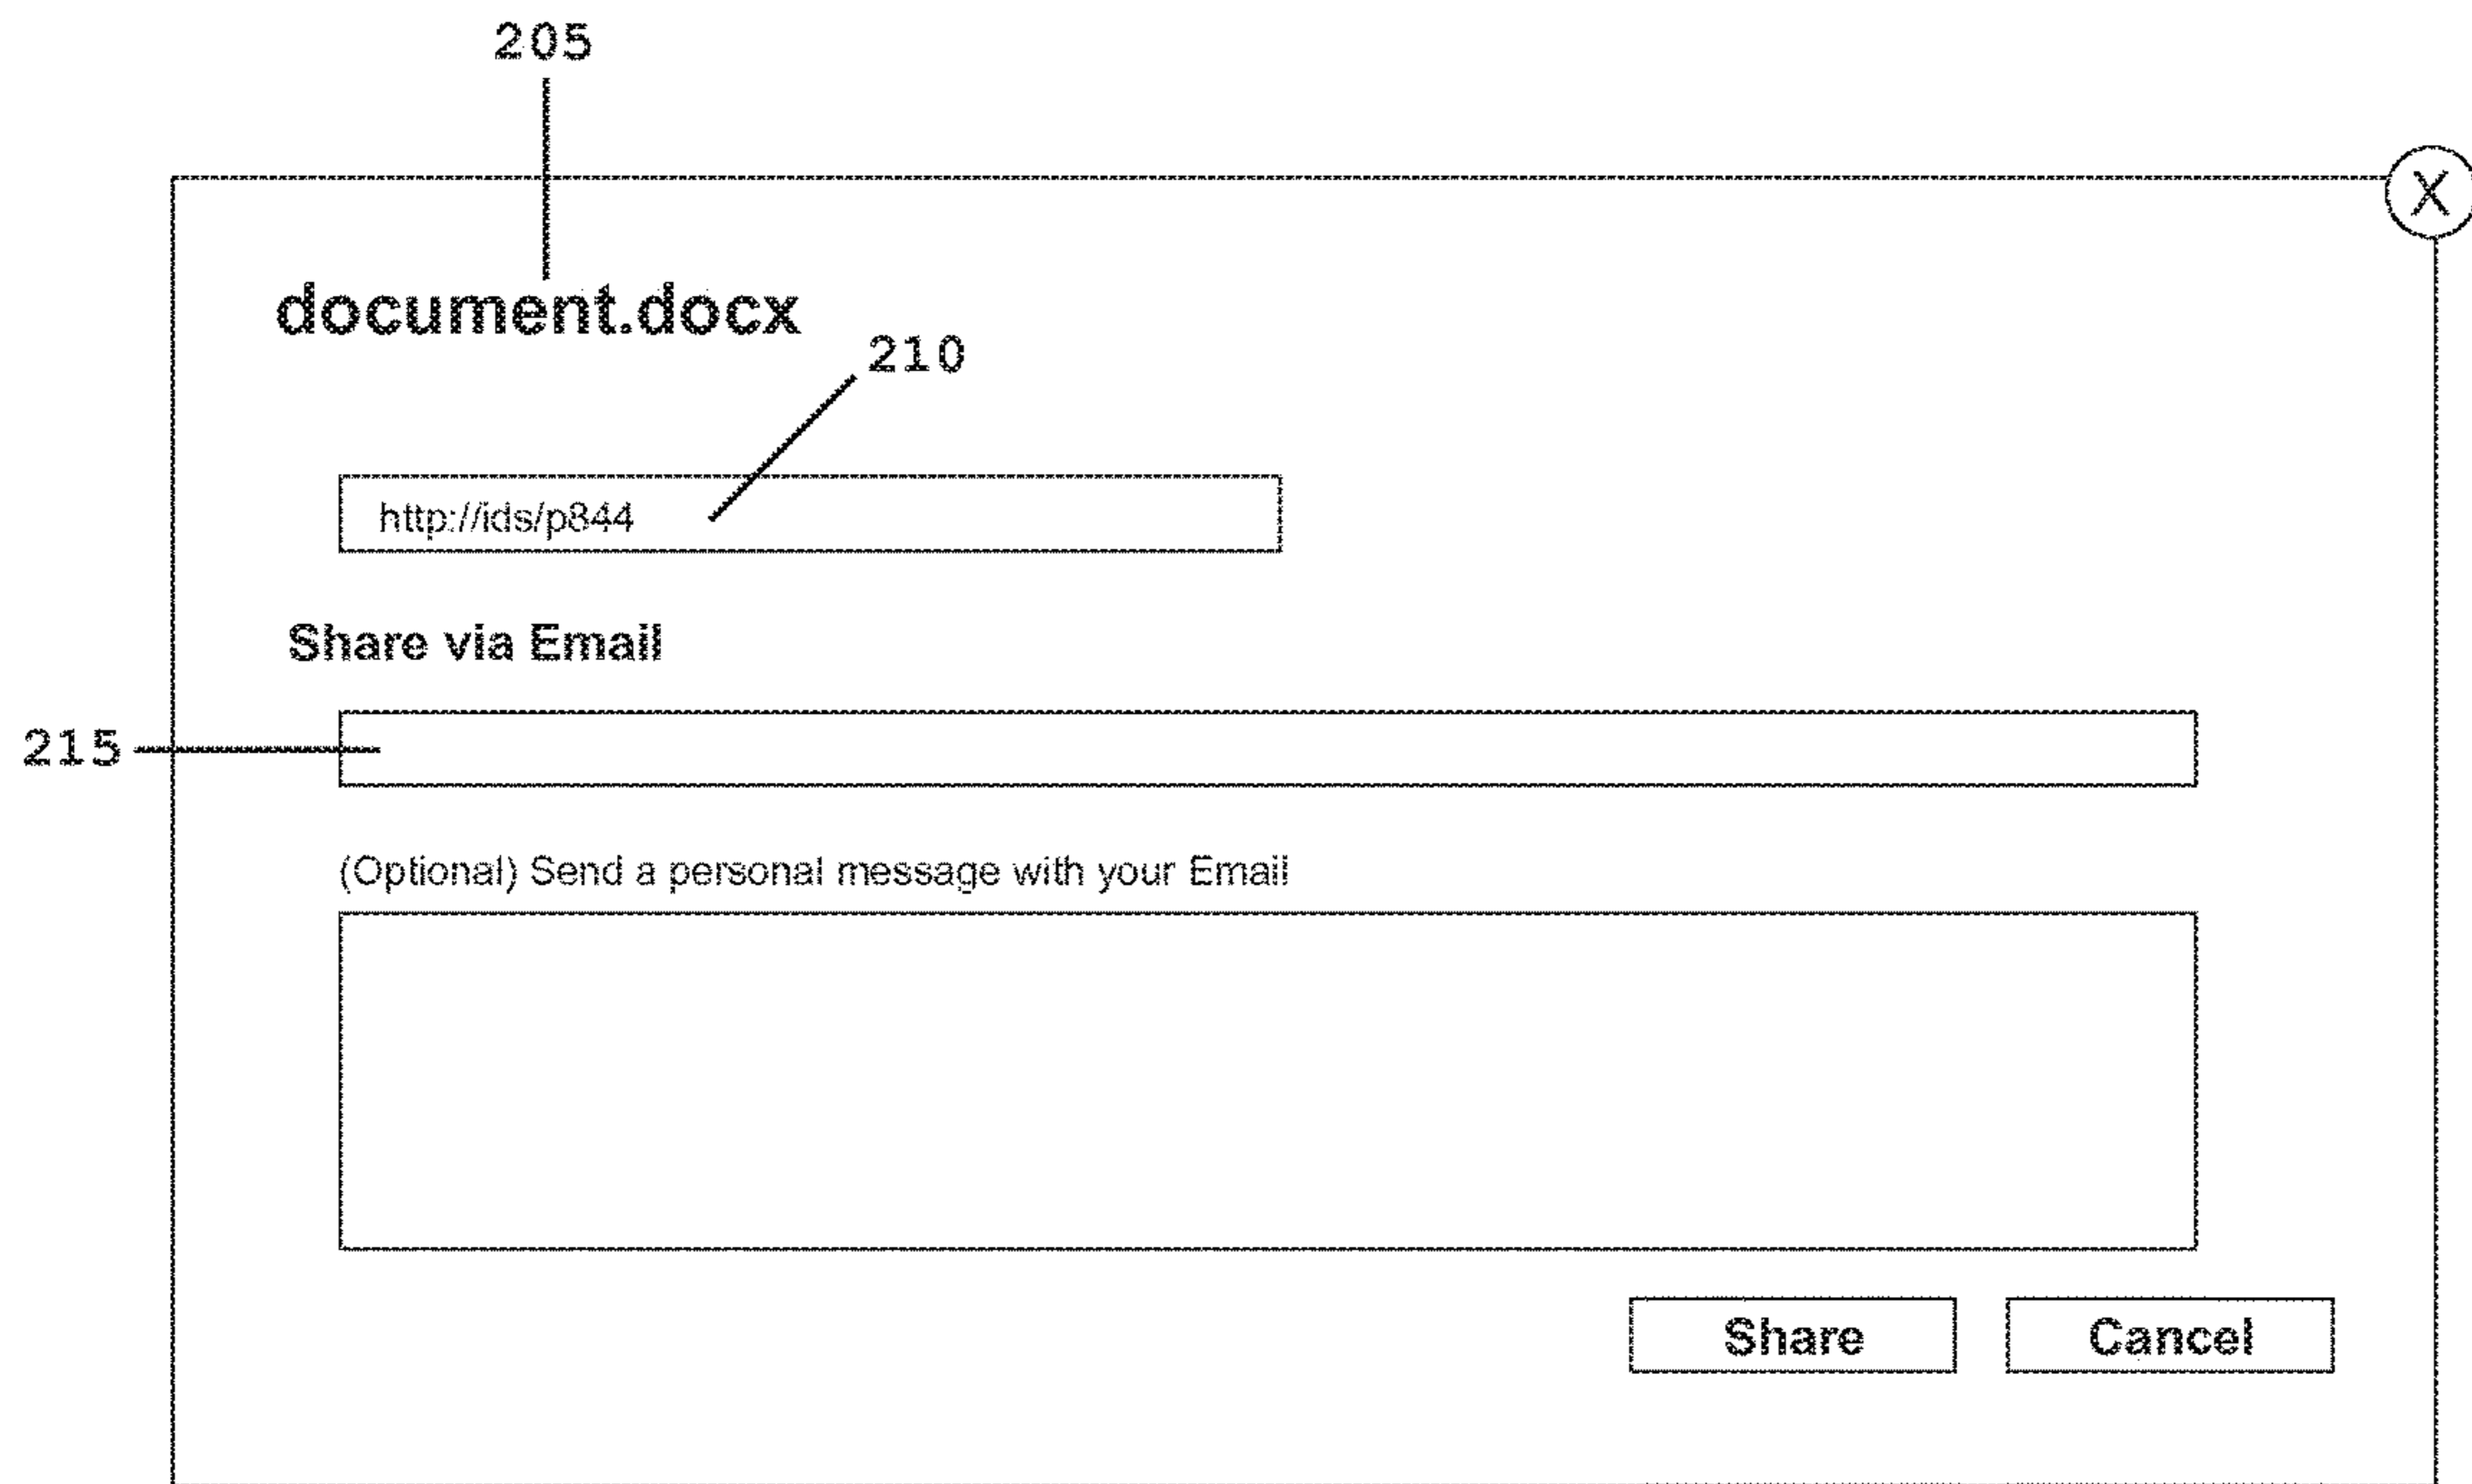 205
X
document.docx
210
http://ids/p844
Share via Email
215
(Optional) Send a personal message with your Email
Share Cancel